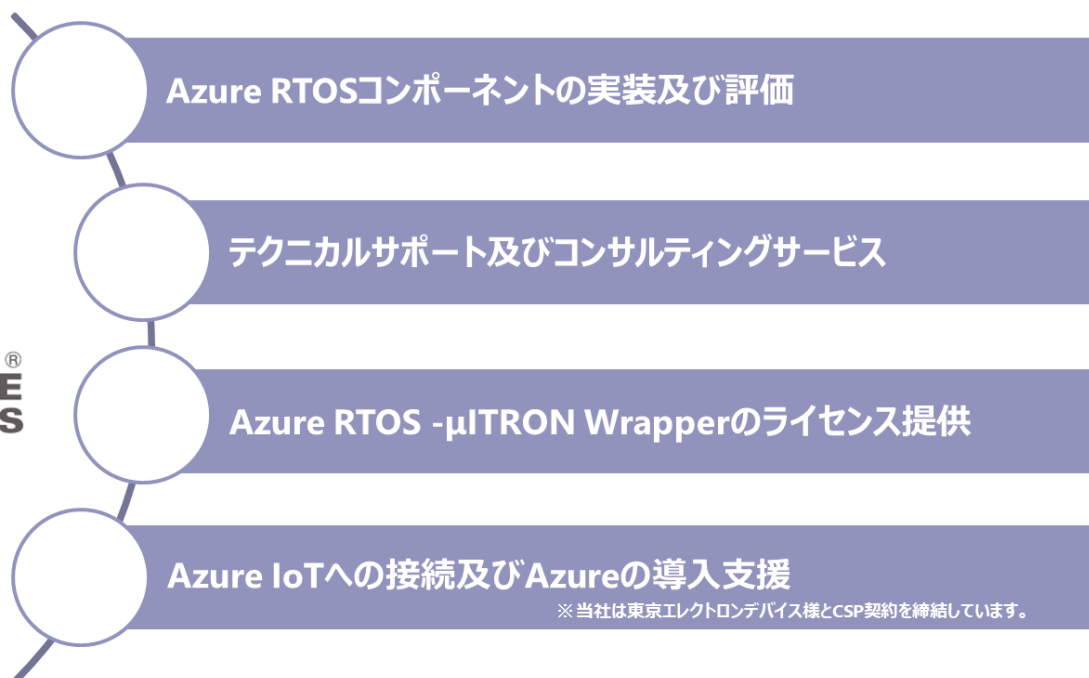 Azure RTOSコンポーネントの実装及び評価
テクニカルサポート及びコンサルティングサービス
®
E
S
Azure RTOS -μITRON Wrapperのライセンス提供
Azure IoTへの接続及びAzureの導入支援
※当社は東京エレクトロンデバイス様とCSP契約を締結しています。